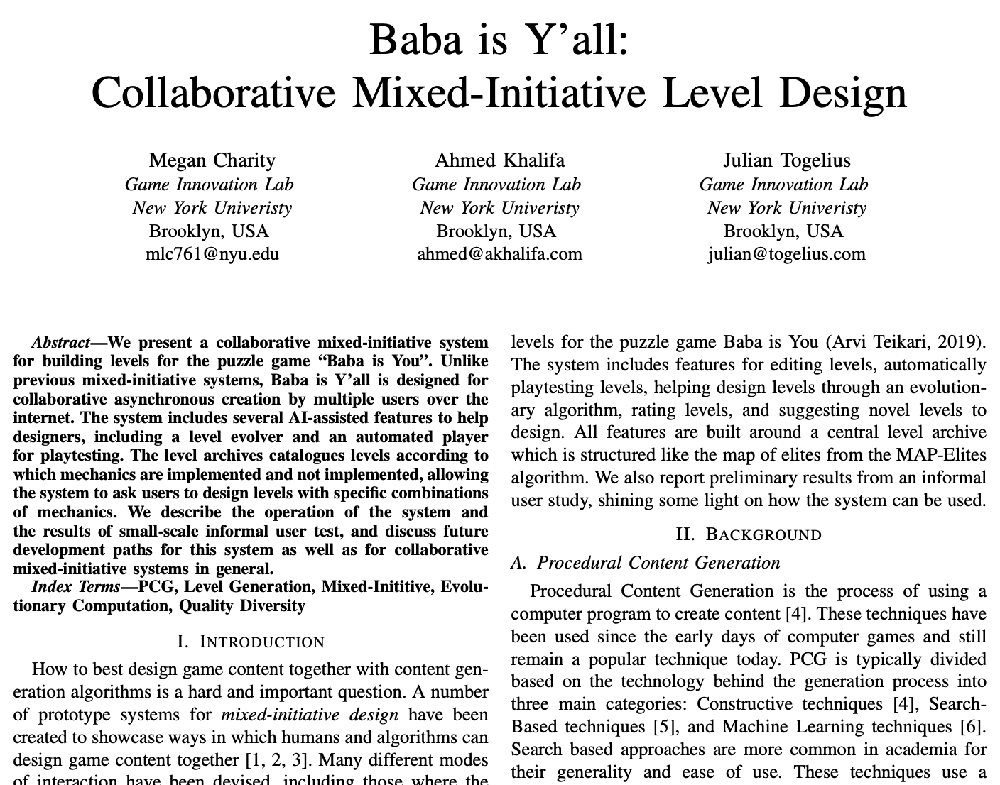 Baba is Y’all:
Collaborative Mixed-Initiative Level Design
Megan Charity
Game Innovation Lab
New York Univeristy
Brooklyn, USA
mlc761@nyu.edu
Ahmed Khalifa
Game Innovation Lab
New York Univeristy
Brooklyn, USA
ahmed@akhalifa.com
Julian Togelius
Game Innovation Lab
New York Univeristy
Brooklyn, USA
julian@togelius.com
Abstract—We present a collaborative mixed-initiative system
for building levels for the puzzle game “Baba is You”. Unlike
previous mixed-initiative systems, Baba is Y’all is designed for
collaborative asynchronous creation by multiple users over the
internet. The system includes several AI-assisted features to help
designers, including a level evolver and an automated player
for playtesting. The level archives catalogues levels according to
which mechanics are implemented and not implemented, allowing
the system to ask users to design levels with specific combinations
of mechanics. We describe the operation of the system and
the results of small-scale informal user test, and discuss future
development paths for this system as well as for collaborative
mixed-initiative systems in general.
Index Terms—PCG, Level Generation, Mixed-Inititive, Evolu-
tionary Computation, Quality Diversity
I. Introduction
How to best design game content together with content gen-
eration algorithms is a hard and important question. A number
of prototype systems for mixed-initiative design have been
created to showcase ways in which humans and algorithms can
design game content together [1, 2, 3]. Many different modes
of interaction have been devised, including those where the
levels for the puzzle game Baba is You (Arvi Teikari, 2019).
The system includes features for editing levels, automatically
playtesting levels, helping design levels through an evolution-
ary algorithm, rating levels, and suggesting novel levels to
design. All features are built around a central level archive
which is structured like the map of elites from the MAP-Elites
algorithm. We also report preliminary results from an informal
user study, shining some light on how the system can be used.
II. Background
A. Procedural Content Generation
Procedural Content Generation is the process of using a
computer program to create content [4]. These techniques have
been used since the early days of computer games and still
remain a popular technique today. PCG is typically divided
based on the technology behind the generation process into
three main categories: Constructive techniques [4], Search-
Based techniques [5], and Machine Learning techniques [6].
Search based approaches are more common in academia for
their generality and ease of use. These techniques use a